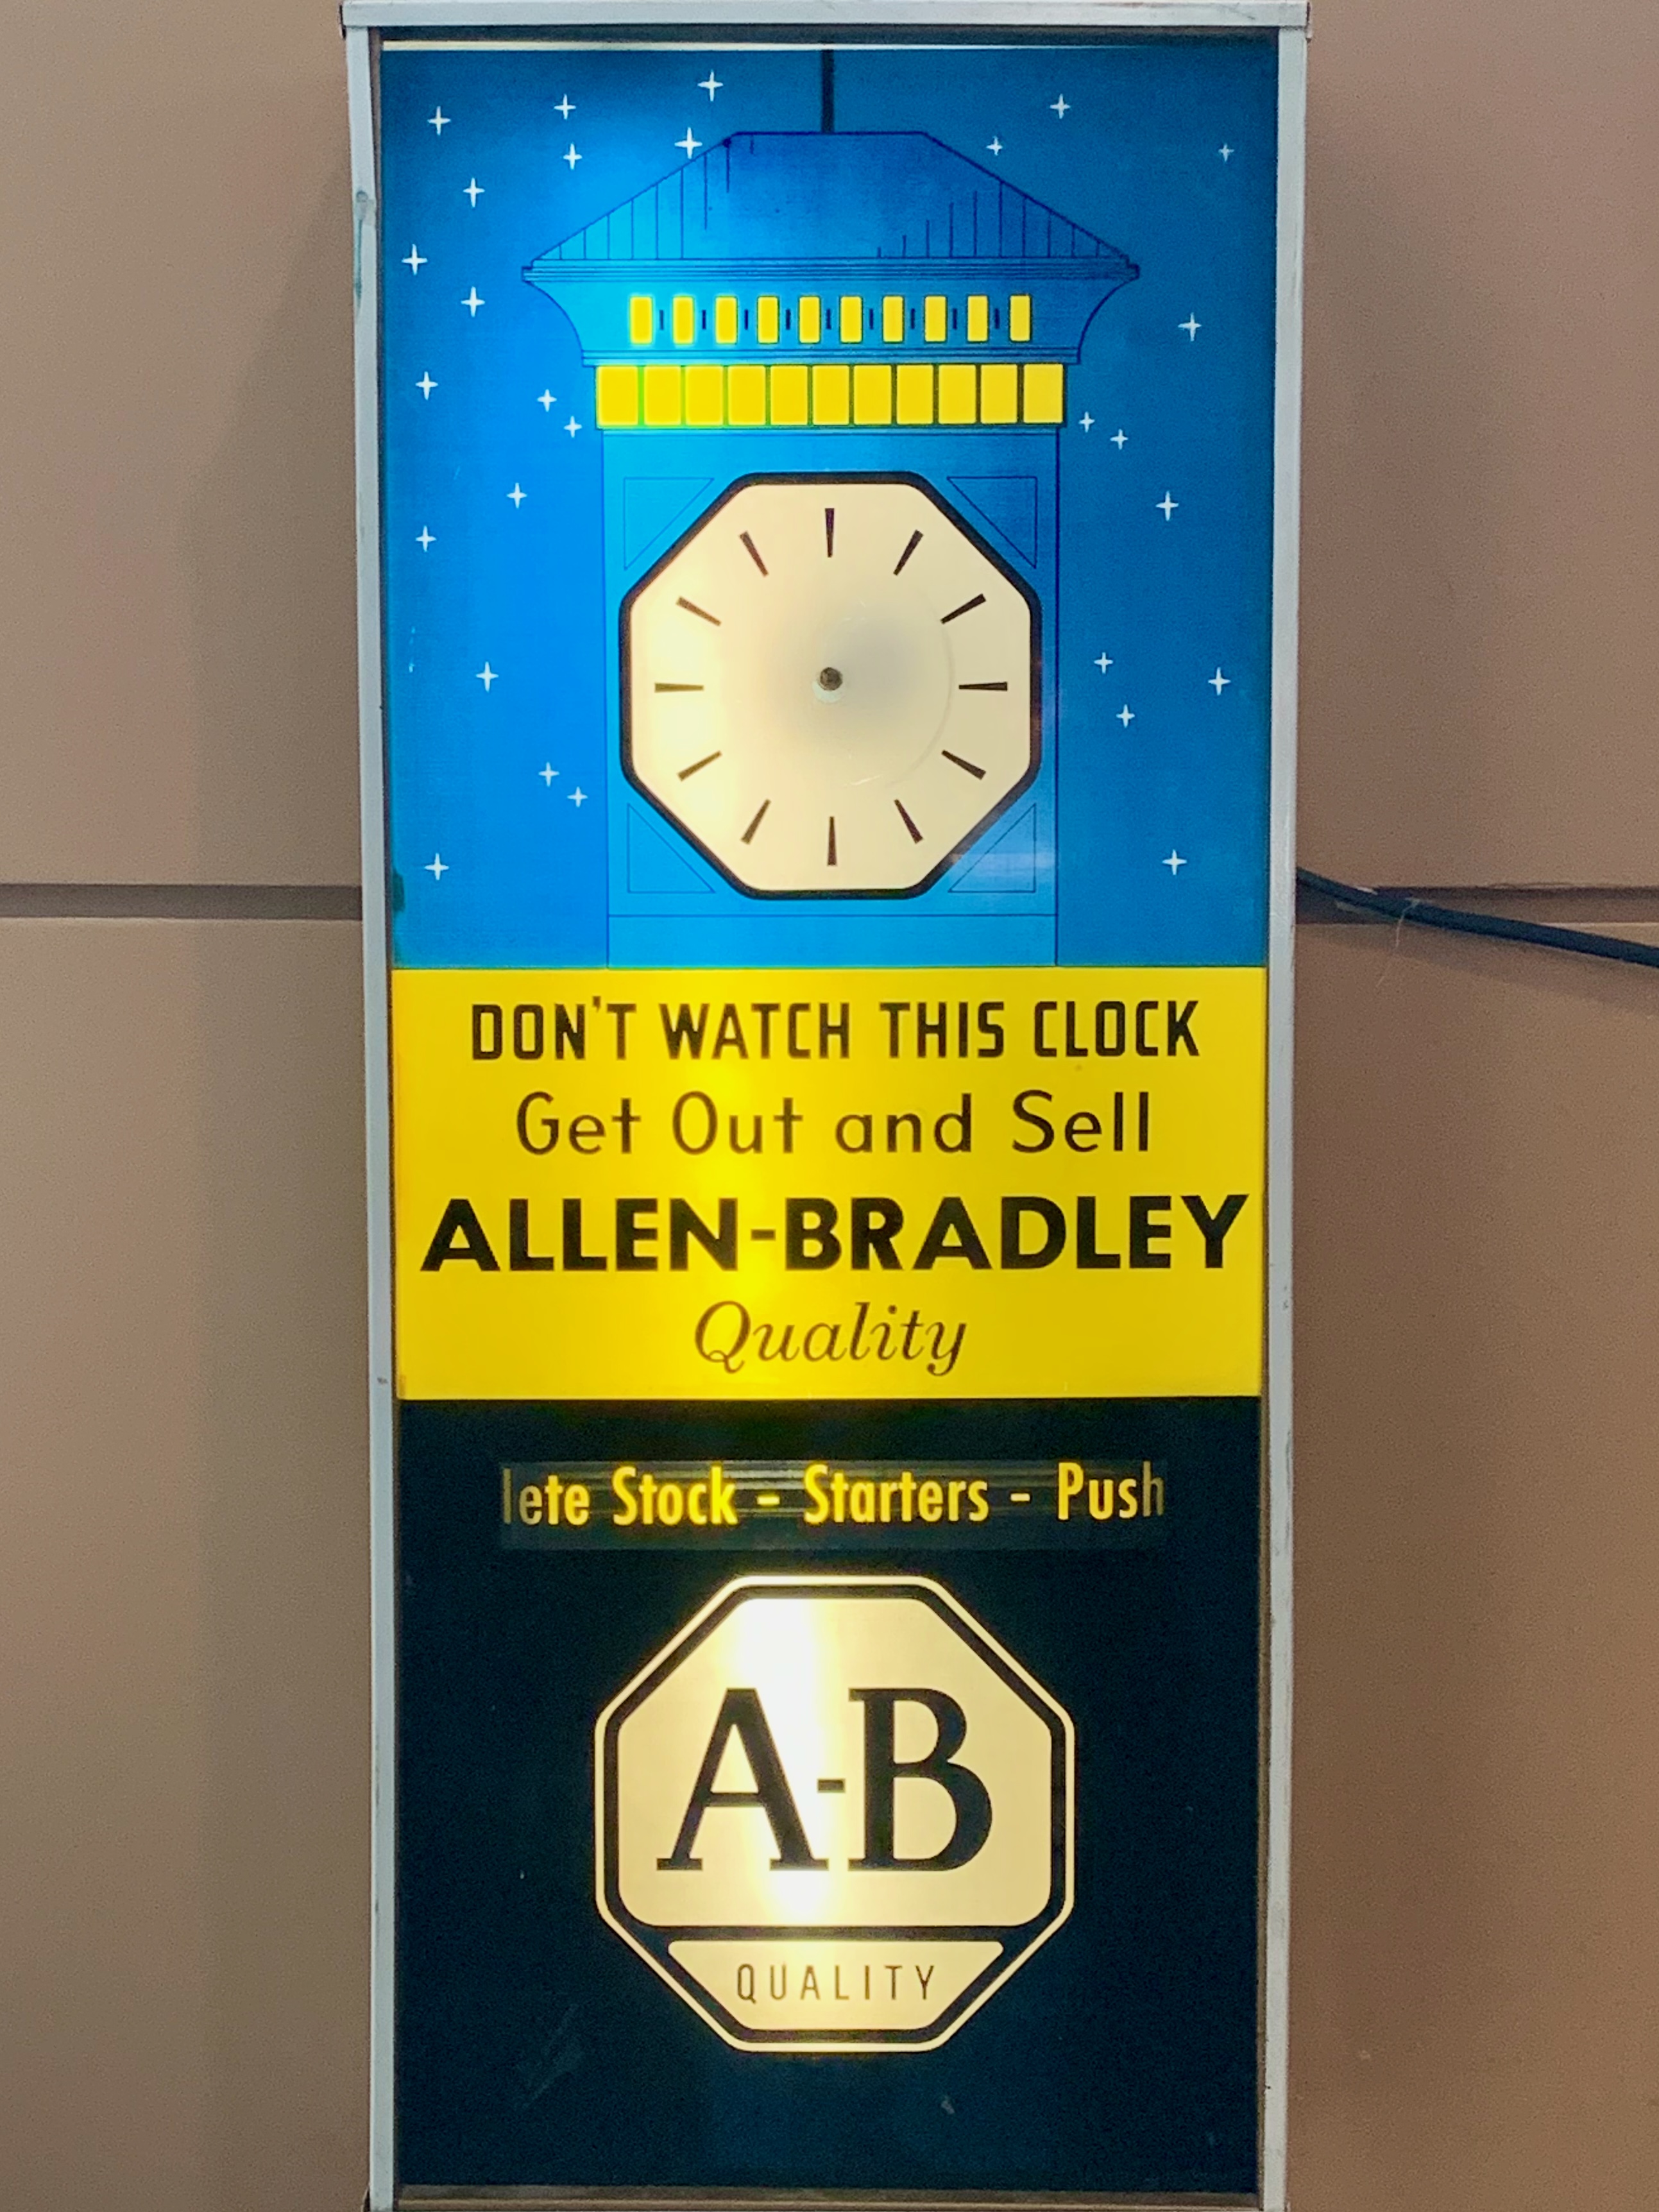 DON'T WATCH THIS CLOCK
Get Out and Sell
ALLEN-BRADLEY
Quality
lete Stock - Starters - Push
A-B
QUALITY